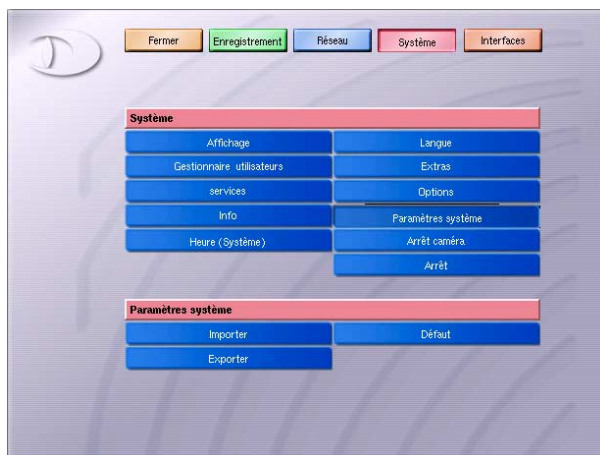 Fermer Enregistrement Réseau Système Interfaces
Système
Affichage Langue
Gestionnaire utilisateurs Extras
services Options
Info Paramètres système
Heure (Système) Arrêt caméra
Arrêt
Paramètres système
Importer Défaut
Exporter